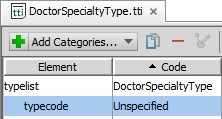 DoctorSpecialtyType.tti
Add Categories...
Element Code
typelist DoctorSpecialtyType
typecode Unspecified